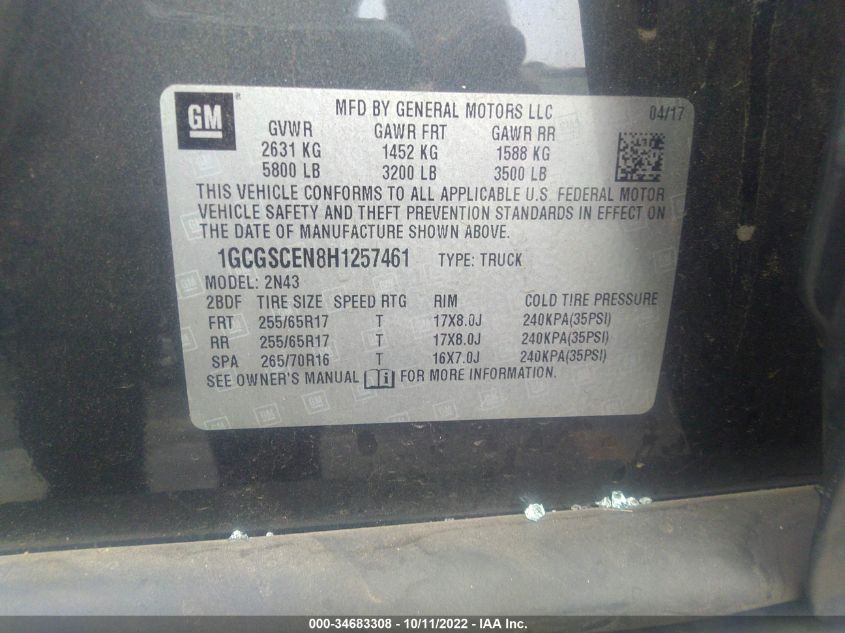 GM
MFD BY GENERAL MOTORS LLC 04/17
GVWR GAWR FRT GAWR RR
2631 KG 1452 KG 1588 KG
5800 LB 3200 LB 3500 LB
THIS VEHICLE CONFORMS TO ALL APPLICABLE U.S. FEDERAL MOTOR
VEHICLE SAFETY AND THEFT PREVENTION STANDARDS IN EFFECT ON
THE DATE OF MANUFACTURE SHOWN ABOVE.
1GCGSCEN8H1257461 TYPE: TRUCK
MODEL: 2N43
2BDF TIRE SIZE SPEED RTG RIM COLD TIRE PRESSURE
FRT 255/65R17 T 17X8.0J 240KPA(35PSI)
RR 255/65R17 T 17X8.0J 240KPA(35PSI)
SPA 265/70R16 T 16X7.0J 240KPA(35PSI)
SEE OWNER'S MANUAL i FOR MORE INFORMATION.
000-34683308 - 10/11/2022 - IAA Inc.